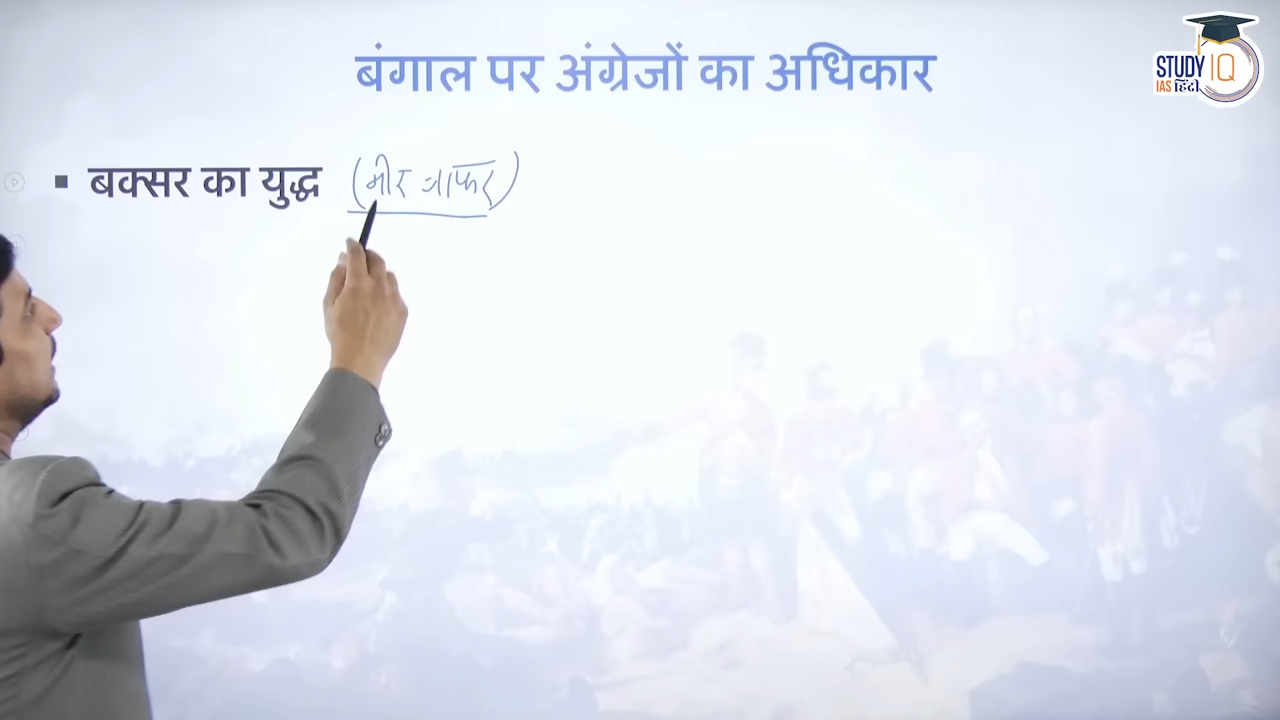 बंगाल पर अंग्रेजों का अधिकार
STUDY IQ
IAS हिंदी
▪ बक्सर का युद्ध (मीर जाफर)